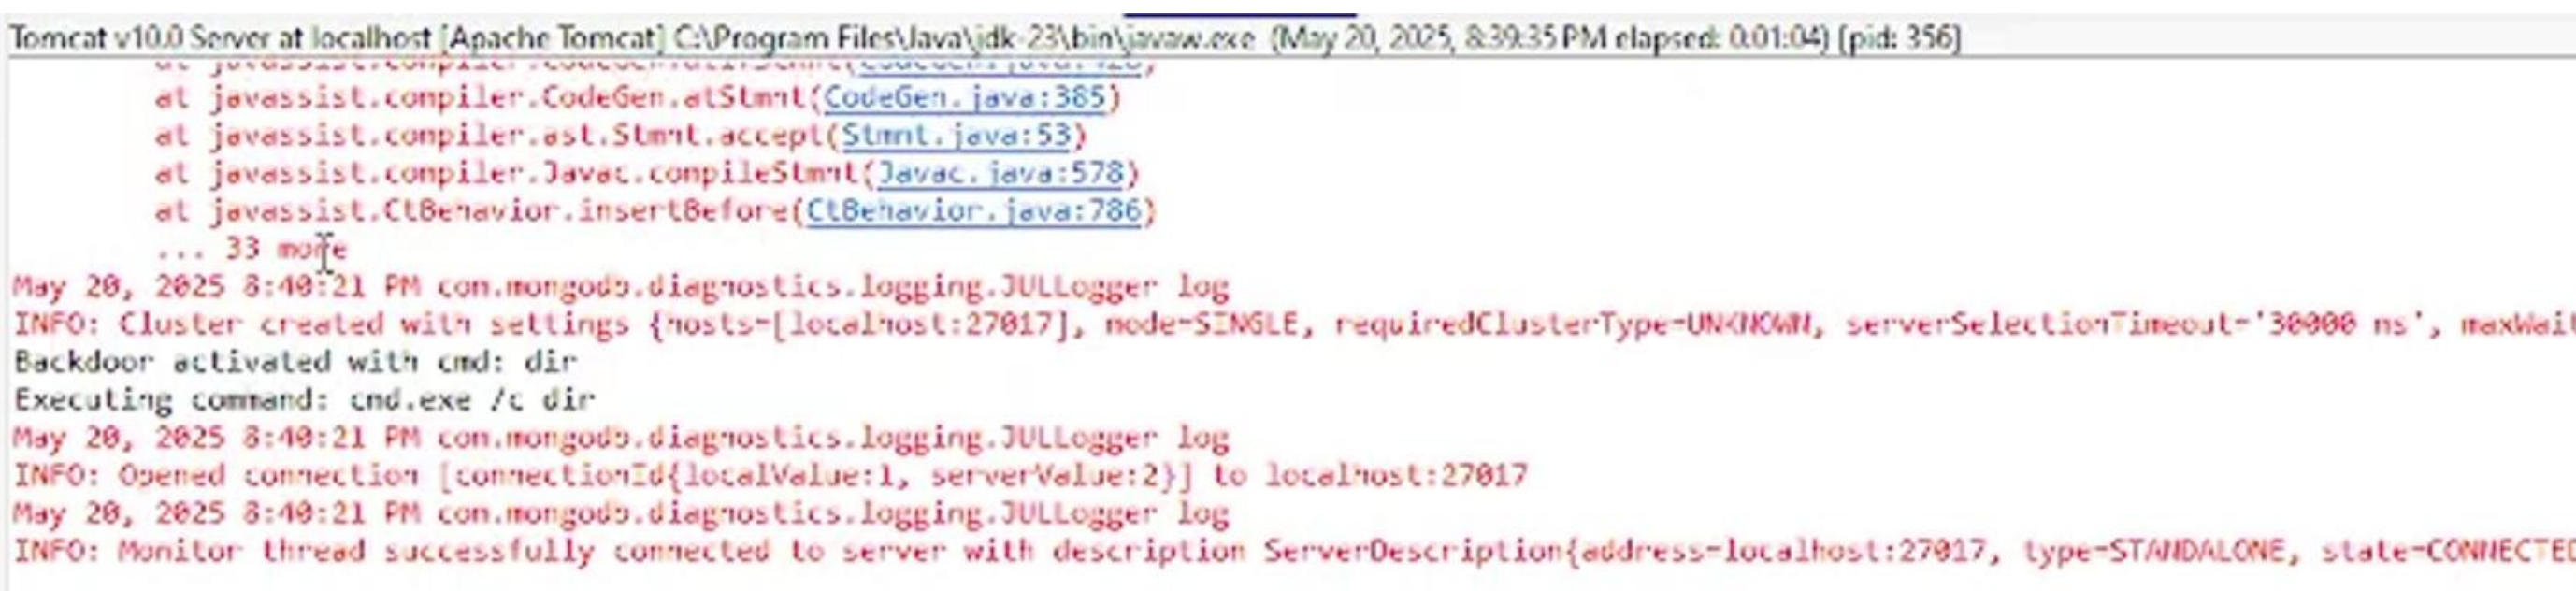 Tomcat v10.0 Server at localhost [Apache Tomcat] C:\Program Files\Java\jdk-23\bin\javaw.exe (May 20, 2025, 8:39:35 PM elapsed: 0:01:04) [pid: 356]
at javassist.compiler.CodeGen.atStmnt(CodeGen.java:385)
at javassist.compiler.ast.Stmnt.accept(Stmnt.java:53)
at javassist.compiler.Javac.compileStmnt(Javac.java:578)
at javassist.CtBehavior.insertBefore(CtBehavior.java:786)
... 33 more
May 20, 2025 8:40:21 PM com.mongodb.diagnostics.logging.JULLogger log
INFO: Cluster created with settings {hosts=[localhost:27017], mode=SINGLE, requiredClusterType=UNKNOWN, serverSelectionTimeout='30000 ms', maxWait
Backdoor activated with cmd: dir
Executing command: cmd.exe /c dir
May 20, 2025 8:40:21 PM com.mongodb.diagnostics.logging.JULLogger log
INFO: Opened connection [connectionId{localValue:1, serverValue:2}] to localhost:27017
May 20, 2025 8:40:21 PM com.mongodb.diagnostics.logging.JULLogger log
INFO: Monitor thread successfully connected to server with description ServerDescription{address=localhost:27017, type=STANDALONE, state=CONNECTED